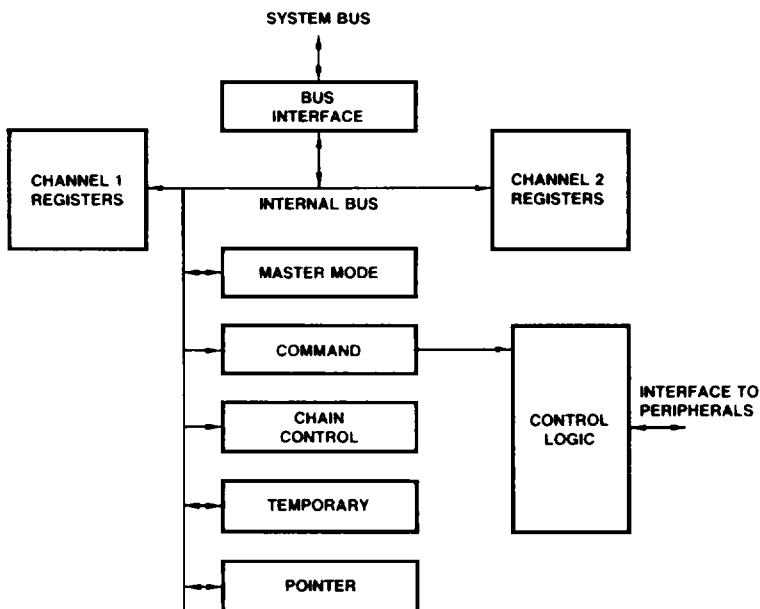 SYSTEM BUS
BUS
INTERFACE
CHANNEL 1
REGISTERS
CHANNEL 2
REGISTERS
INTERNAL BUS
MASTER MODE
COMMAND
CHAIN
CONTROL
TEMPORARY
POINTER
CONTROL
LOGIC
INTERFACE TO
PERIPHERALS